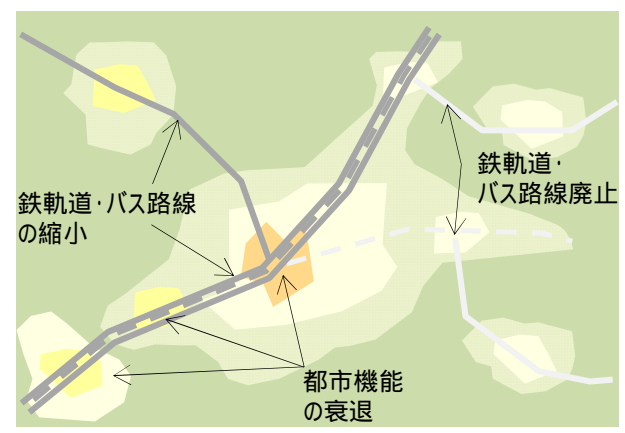 鉄軌道・
バス路線廃止
鉄軌道・バス路線
の縮小
都市機能
の衰退